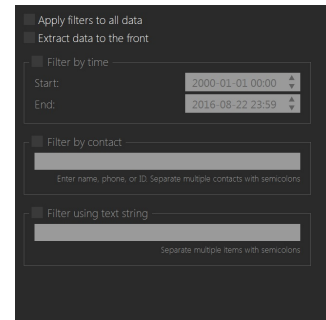 Apply filters to all data
Extract data to the front
Filter by time
Start: 2000-01-01 00:00
End: 2016-08-22 23:59
Filter by contact
Enter name, phone, or ID. Separate multiple contacts with semicolons
Filter using text string
Separate multiple items with semicolons